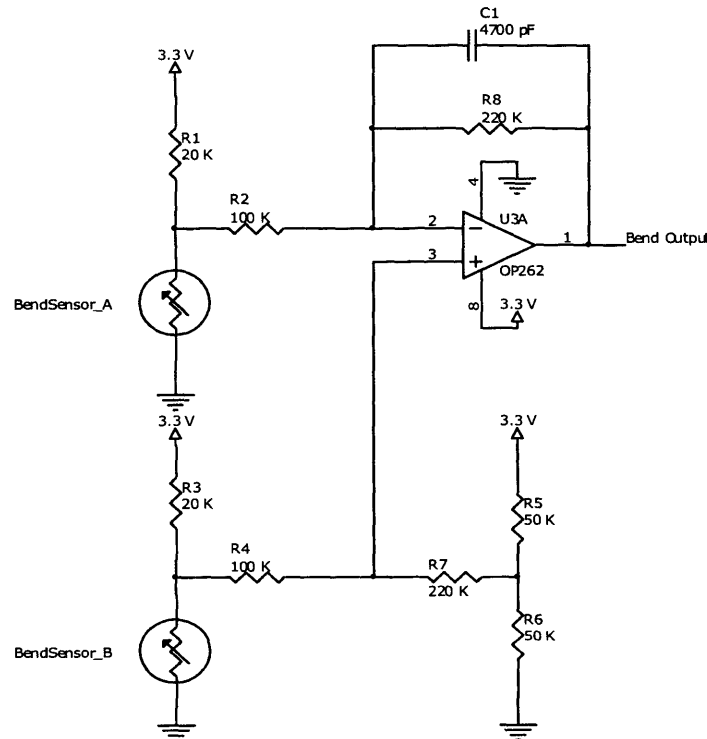 C1
4700 pF
3.3 V
R8
220 K
R1
20 K
4
R2
100 K
U3A
2
1
Bend Output
3
OP262
BendSensor_A
8
3.3 V
3.3 V
3.3 V
R3
20 K
R5
50 K
R4
100 K
R7
220 K
R6
50 K
BendSensor_B